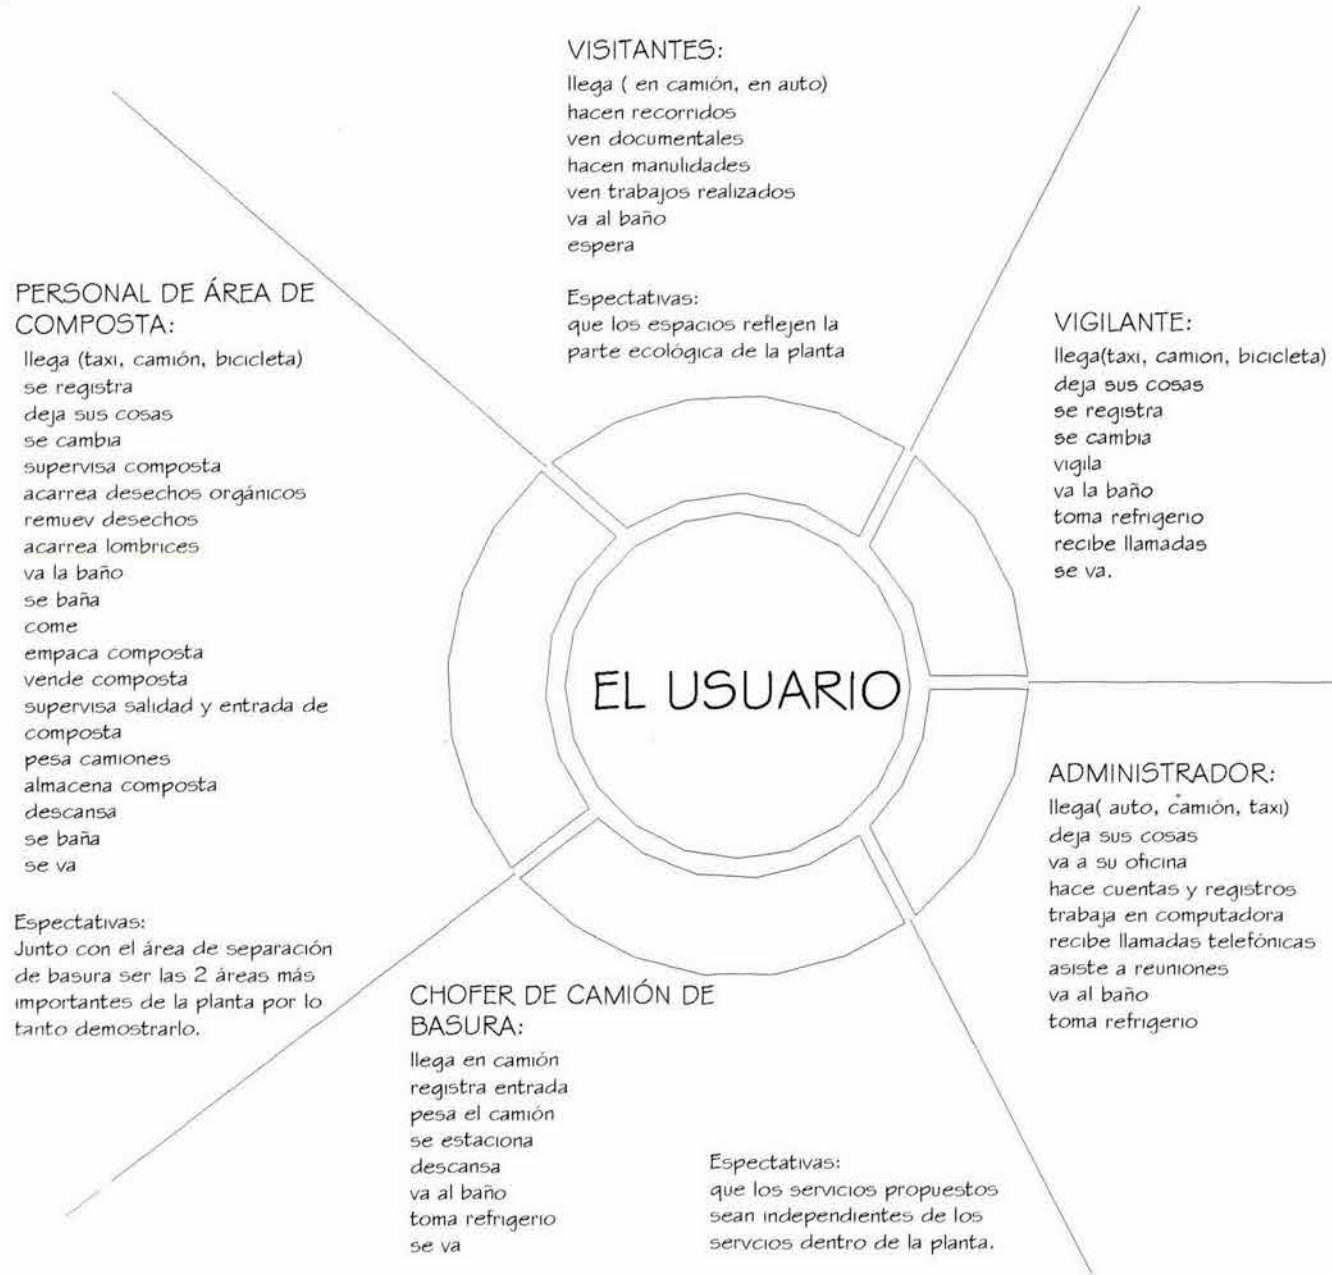 VISITANTES:
llega ( en camión, en auto)
hacen recorridos
ven documentales
hacen manulidades
ven trabajos realizados
va al baño
espera
Espectativas:
que los espacios reflejen la
parte ecológica de la planta
PERSONAL DE ÁREA DE
COMPOSTA:
llega (taxi, camión, bicicleta)
se registra
deja sus cosas
se cambia
supervisa composta
acarrea desechos orgánicos
remuev desechos
acarrea lombrices
va la baño
se baña
come
empaca composta
vende composta
supervisa salidad y entrada de
composta
pesa camiones
almacena composta
descansa
se baña
se va
Espectativas:
Junto con el área de separación
de basura ser las 2 áreas más
importantes de la planta por lo
tanto demostrarlo.
VIGILANTE:
llega(taxi, camion, bicicleta)
deja sus cosas
se registra
se cambia
vigila
va la baño
toma refrigerio
recibe llamadas
se va.
EL USUARIO
ADMINISTRADOR:
llega( auto, camión, taxi)
deja sus cosas
va a su oficina
hace cuentas y registros
trabaja en computadora
recibe llamadas telefónicas
asiste a reuniones
va al baño
toma refrigerio
CHOFER DE CAMIÓN DE
BASURA:
llega en camión
registra entrada
pesa el camión
se estaciona
descansa
va al baño
toma refrigerio
se va
Espectativas:
que los servicios propuestos
sean independientes de los
servcios dentro de la planta.